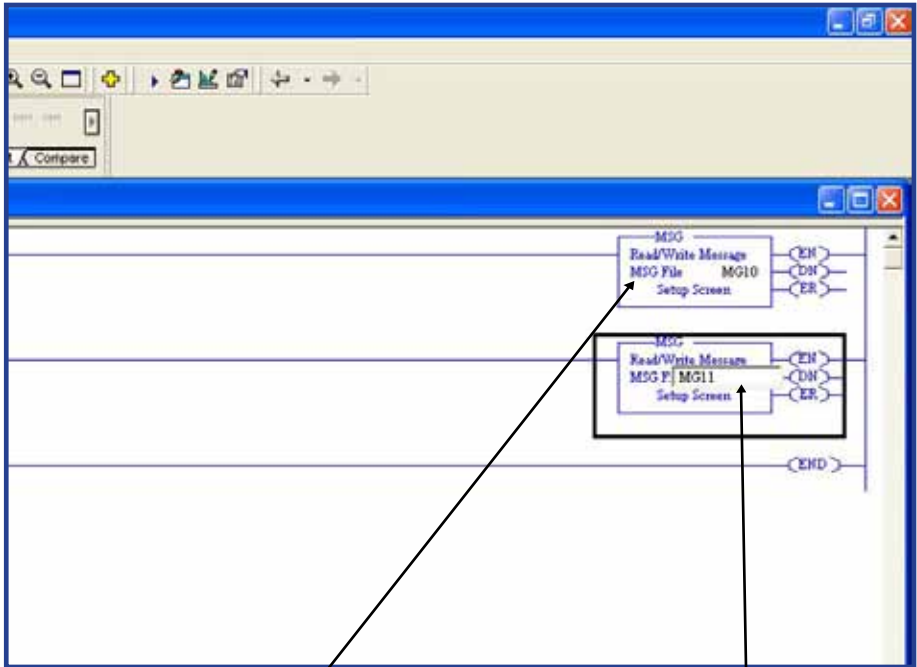 Compare
MSG
Read/Write Message
MSG File MG10
Setup Screen
EN
DN
ER
MSG
Read/Write Message
MSG F MG11
Setup Screen
EN
DN
ER
END